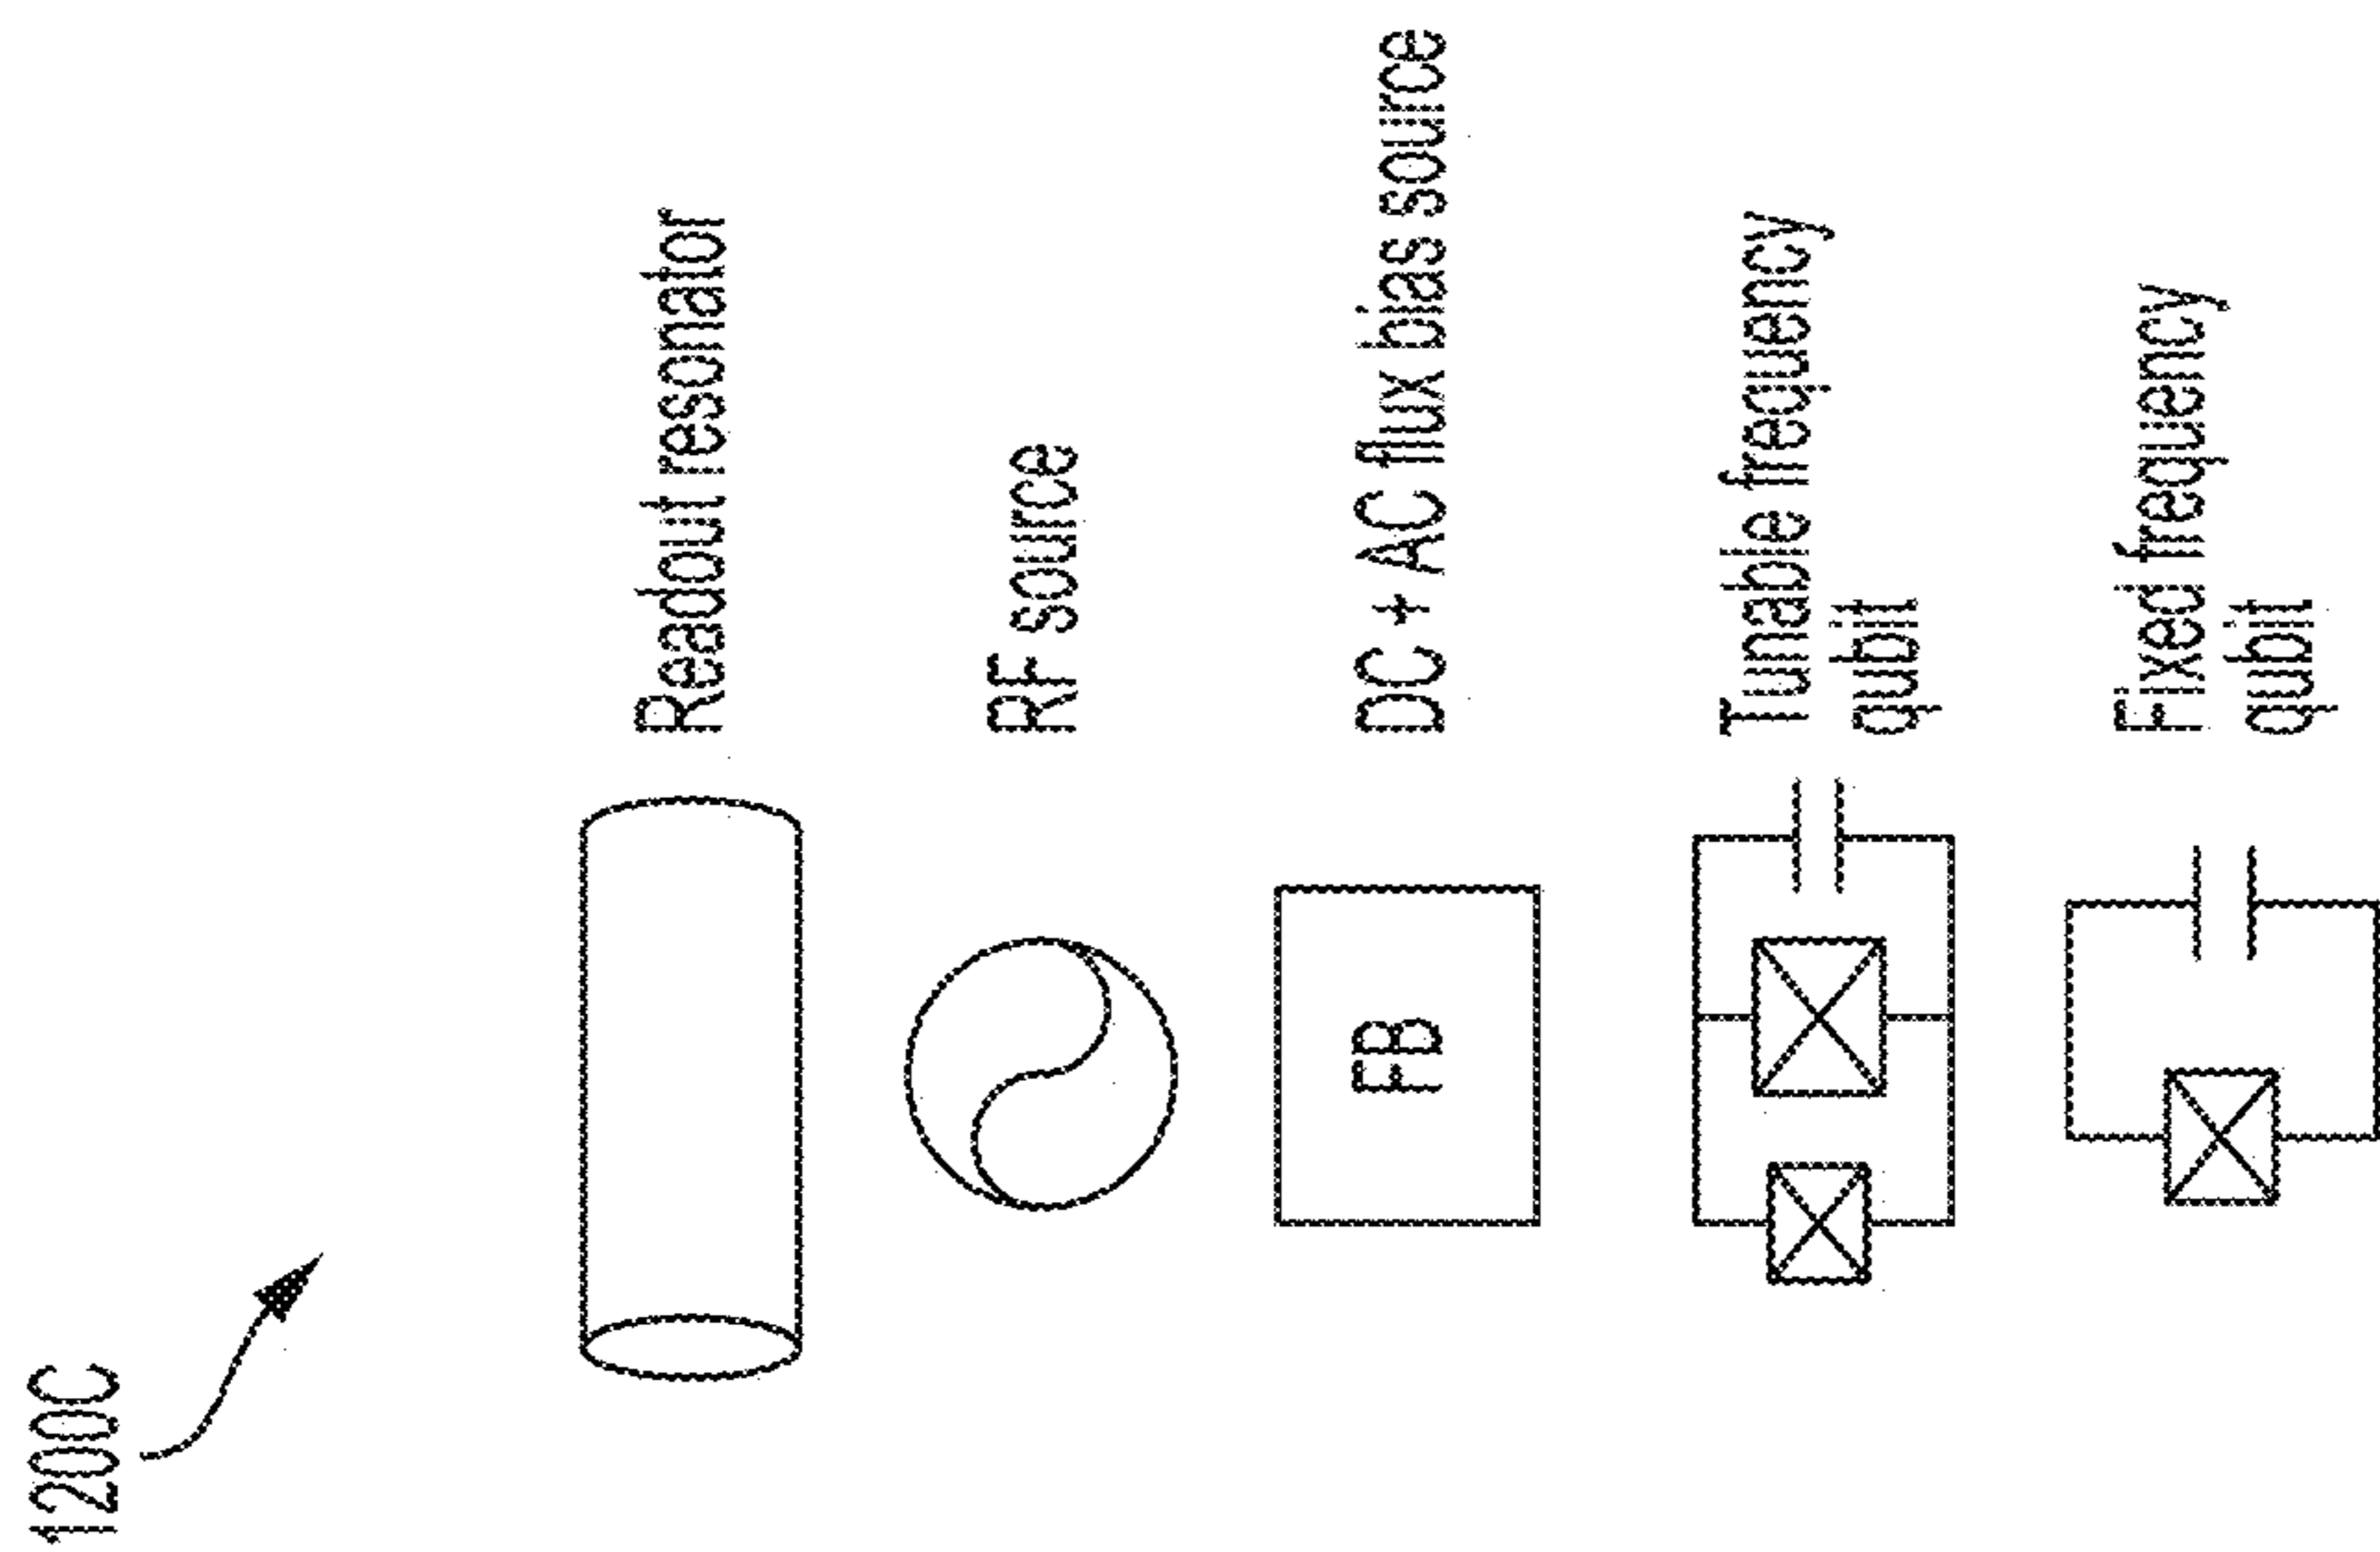 1200C
Readout resonator
RF source
FB
DC + AC flux bias source
Tunable frequency
qubit
Fixed frequency
qubit